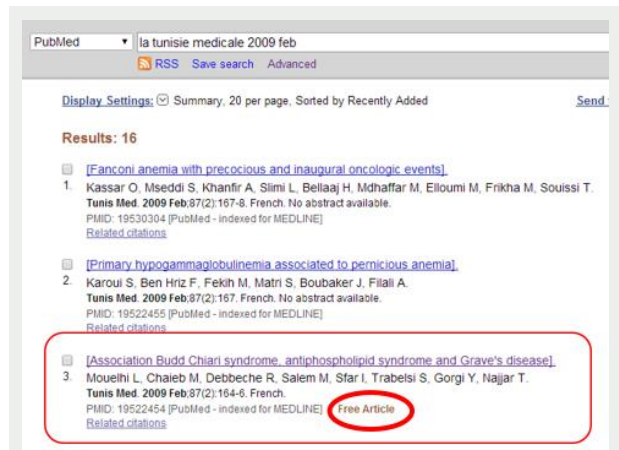 PubMed la tunisie medicale 2009 feb
RSS Save search Advanced
Display Settings: Summary, 20 per page, Sorted by Recently Added Send
Results: 16
[Fanconi anemia with precocious and inaugural oncologic events].
1. Kassar O, Mseddi S, Khanfir A, Slimi L, Bellaaj H, Mdhaffar M, Elloumi M, Frikha M, Souissi T.
Tunis Med. 2009 Feb;87(2):167-8. French. No abstract available.
PMID: 19530304 [PubMed - indexed for MEDLINE]
Related citations
[Primary hypogammaglobulinemia associated to pernicious anemia].
2. Karoui S, Ben Hriz F, Fekih M, Matri S, Boubaker J, Filali A.
Tunis Med. 2009 Feb;87(2):167. French. No abstract available.
PMID: 19522455 [PubMed - indexed for MEDLINE]
Related citations
[Association Budd Chiari syndrome, antiphospholipid syndrome and Grave's disease].
3. Mouelhi L, Chaieb M, Debbeche R, Salem M, Sfar I, Trabelsi S, Gorgi Y, Najjar T.
Tunis Med. 2009 Feb;87(2):164-6. French.
PMID: 19522454 [PubMed - indexed for MEDLINE] Free Article
Related citations